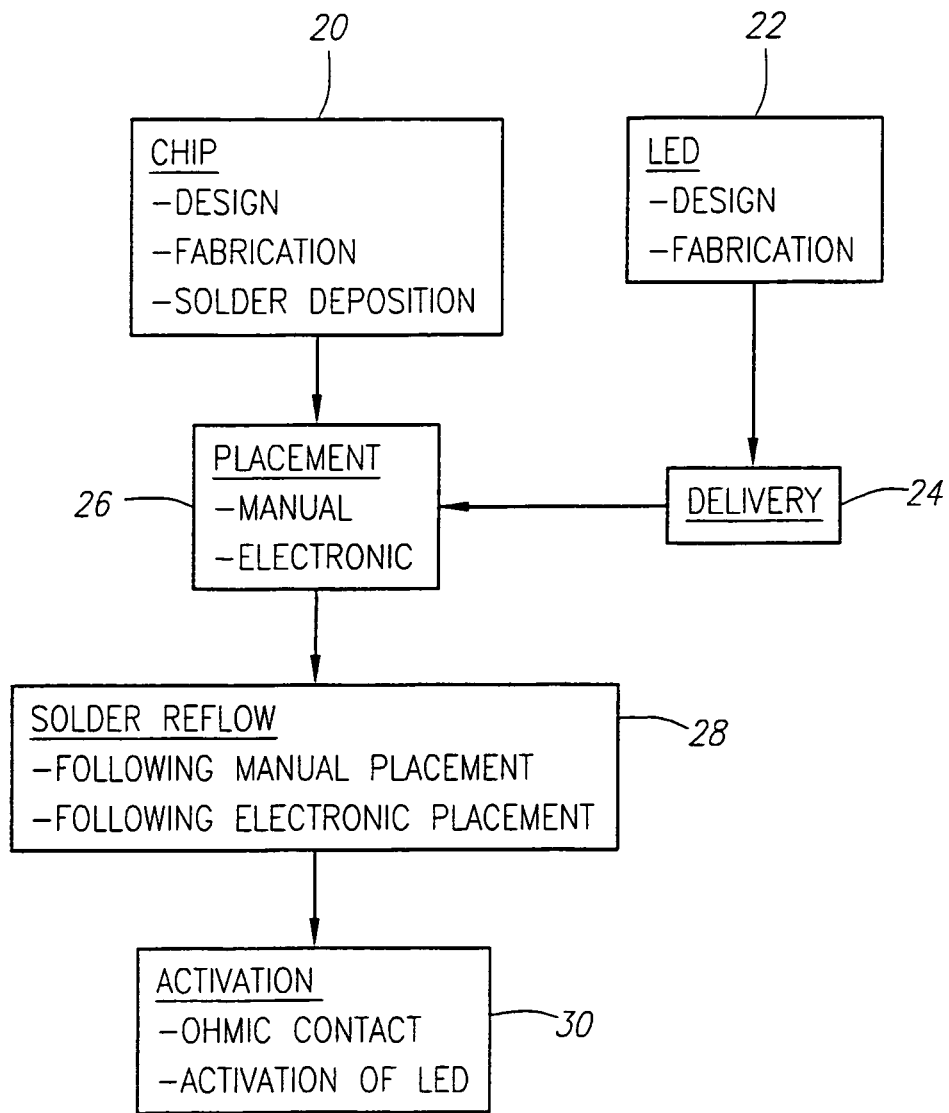 20
22
CHIP
-DESIGN
-FABRICATION
-SOLDER DEPOSITION
LED
-DESIGN
-FABRICATION
PLACEMENT
-MANUAL
-ELECTRONIC
26
DELIVERY
24
SOLDER REFLOW
-FOLLOWING MANUAL PLACEMENT
-FOLLOWING ELECTRONIC PLACEMENT
28
ACTIVATION
-OHMIC CONTACT
-ACTIVATION OF LED
30